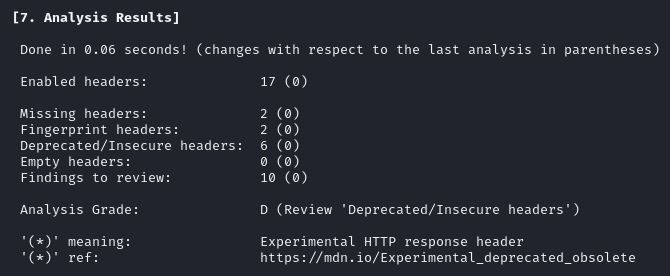 [7. Analysis Results]
Done in 0.06 seconds! (changes with respect to the last analysis in parentheses)
Enabled headers: 17 (0)
Missing headers: 2 (0)
Fingerprint headers: 2 (0)
Deprecated/Insecure headers: 6 (0)
Empty headers: 0 (0)
Findings to review: 10 (0)
Analysis Grade: D (Review 'Deprecated/Insecure headers')
'(*)' meaning: Experimental HTTP response header
'(*)' ref: https://mdn.io/Experimental_deprecated_obsolete